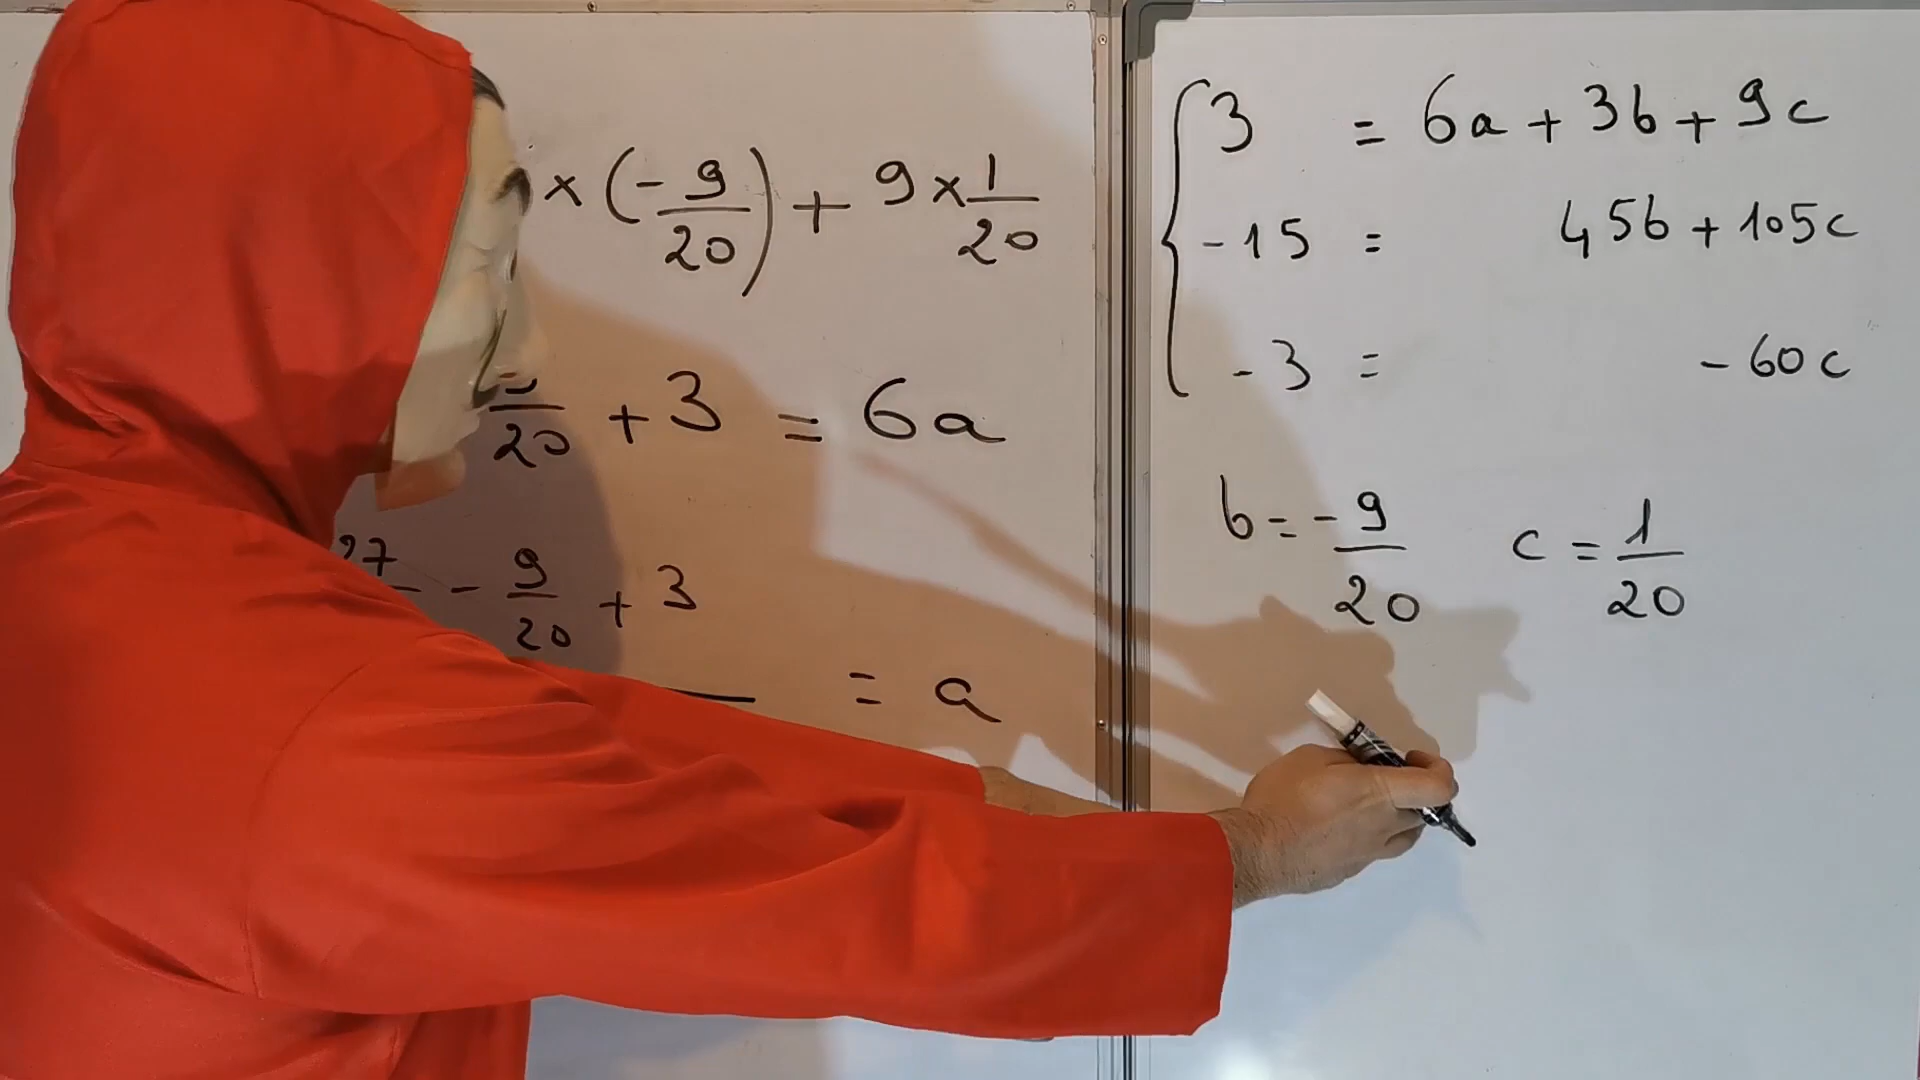 × (-9/20) + 9 × 1/20
/20 + 3 = 6a
27 - 9/20 + 3
= a
3 = 6a + 3b + 9c
-15 = 45b + 105c
-3 = -60c
b = -9/20 c = 1/20